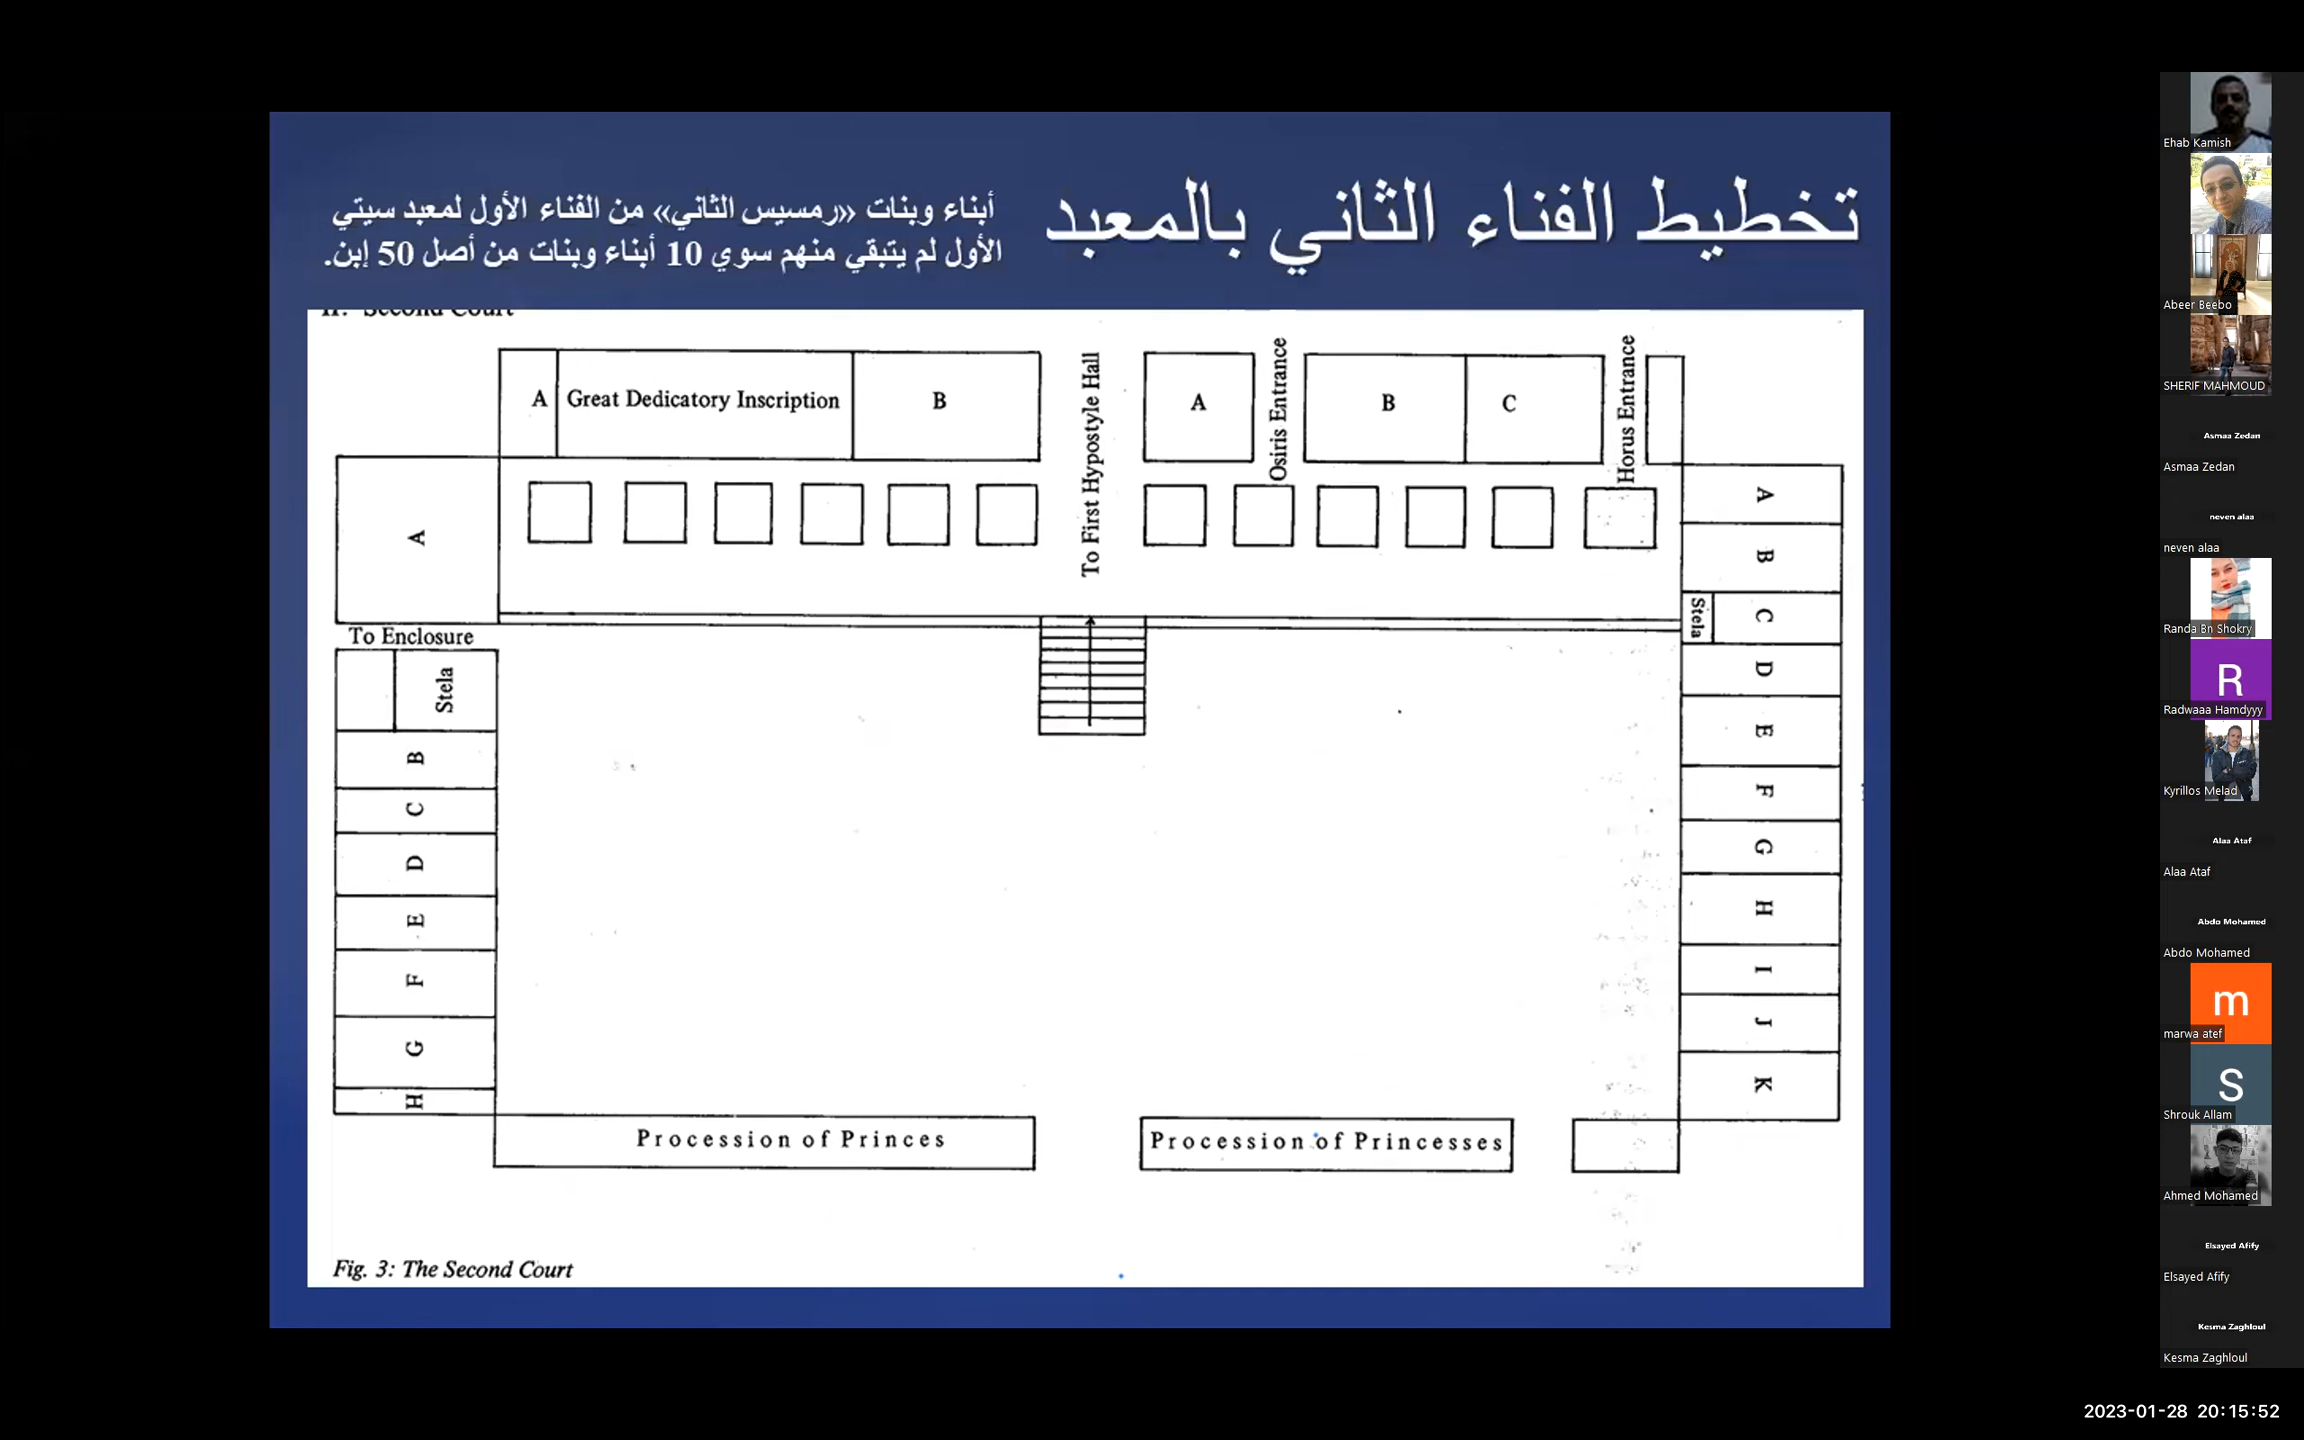 تخطيط الفناء الثاني بالمعبد
أبناء وبنات «رمسيس الثاني» من الفناء الأول لمعبد سيتي
الأول لم يتبقي منهم سوي 10 أبناء وبنات من أصل 50 إبن.
II. Second Court
A
Great Dedicatory Inscription
B
To First Hypostyle Hall
A
Osiris Entrance
B
C
Horus Entrance
A
To Enclosure
Stela
B
C
D
E
F
G
H
A
B
Stela
C
D
E
F
G
H
I
J
K
Procession of Princes
Procession of Princesses
Fig. 3: The Second Court
Ehab Kamish
Abeer Beebo
SHERIF MAHMOUD
Asmaa Zedan
Asmaa Zedan
neven alaa
neven alaa
Randa Bn Shokry
R
Radwaaa Hamdyyy
Kyrillos Melad
Alaa Ataf
Alaa Ataf
Abdo Mohamed
Abdo Mohamed
m
marwa atef
S
Shrouk Allam
Ahmed Mohamed
Elsayed Afify
Elsayed Afify
Kesma Zaghloul
Kesma Zaghloul
2023-01-28 20:15:52